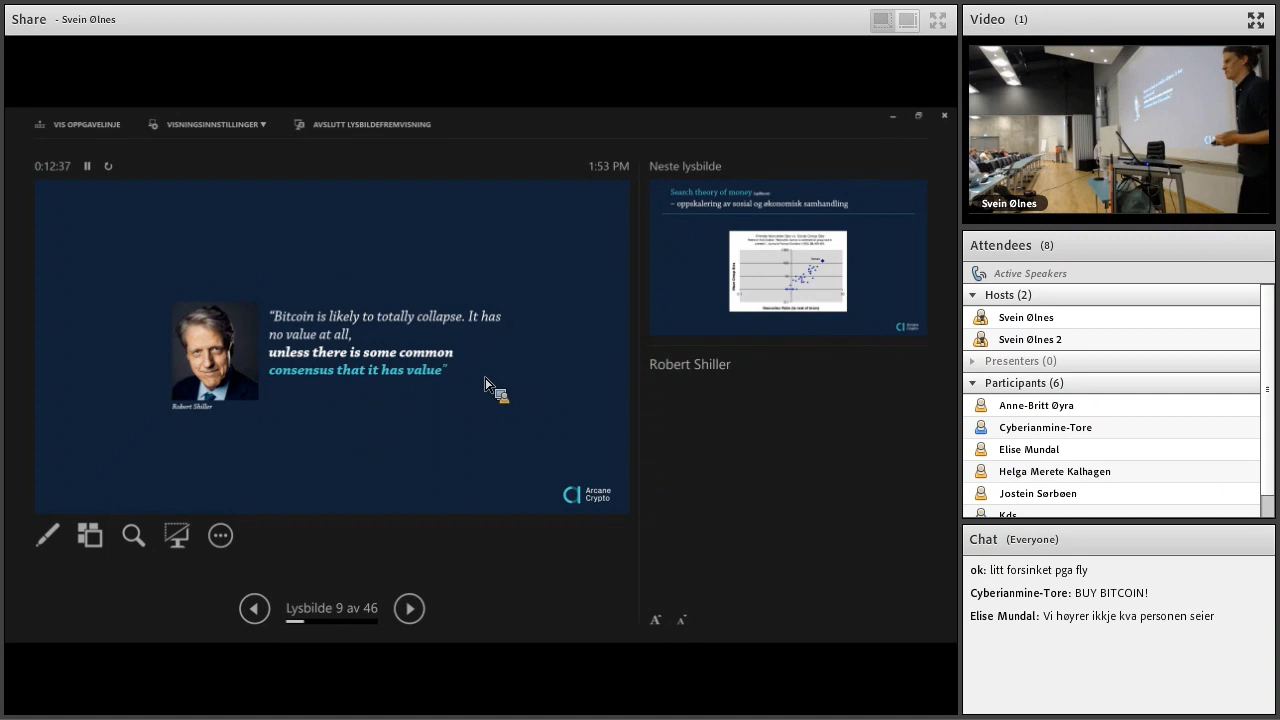 Share - Svein Ølnes
VIS OPPGAVELINJE
VISNINGSINNSTILLINGER ▼
AVSLUTT LYSBILDEFREMVISNING
0:12:37
1:53 PM
"Bitcoin is likely to totally collapse. It has
no value at all,
unless there is some common
consensus that it has value"
Robert Shiller
Arcane
Crypto
Lysbilde 9 av 46
Neste lysbilde
Search theory of money
– oppskalering av sosial og økonomisk samhandling
Robert Shiller
A A
Video (1)
Svein Ølnes
Attendees (8)
Active Speakers
Hosts (2)
Svein Ølnes
Svein Ølnes 2
Presenters (0)
Participants (6)
Anne-Britt Øyra
Cyberianmine-Tore
Elise Mundal
Helga Merete Kalhagen
Jostein Sørbøen
Kds
Chat (Everyone)
ok: litt forsinket pga fly
Cyberianmine-Tore: BUY BITCOIN!
Elise Mundal: Vi høyrer ikkje kva personen seier